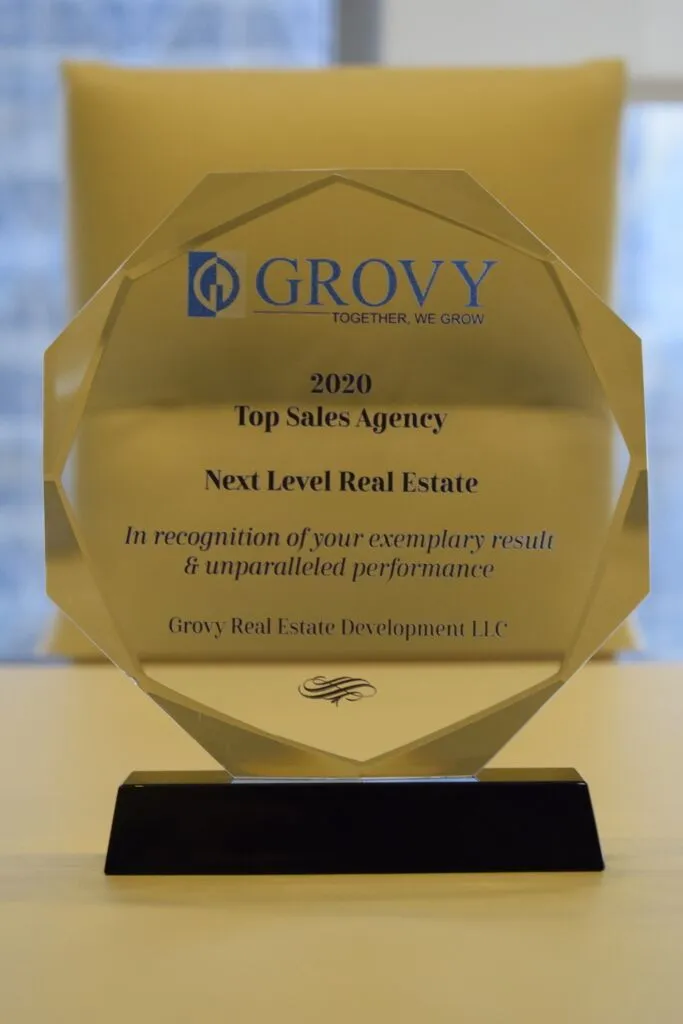 GROVY
TOGETHER, WE GROW
2020
Top Sales Agency
Next Level Real Estate
In recognition of your exemplary result
& unparalleled performance
Grovy Real Estate Development LLC